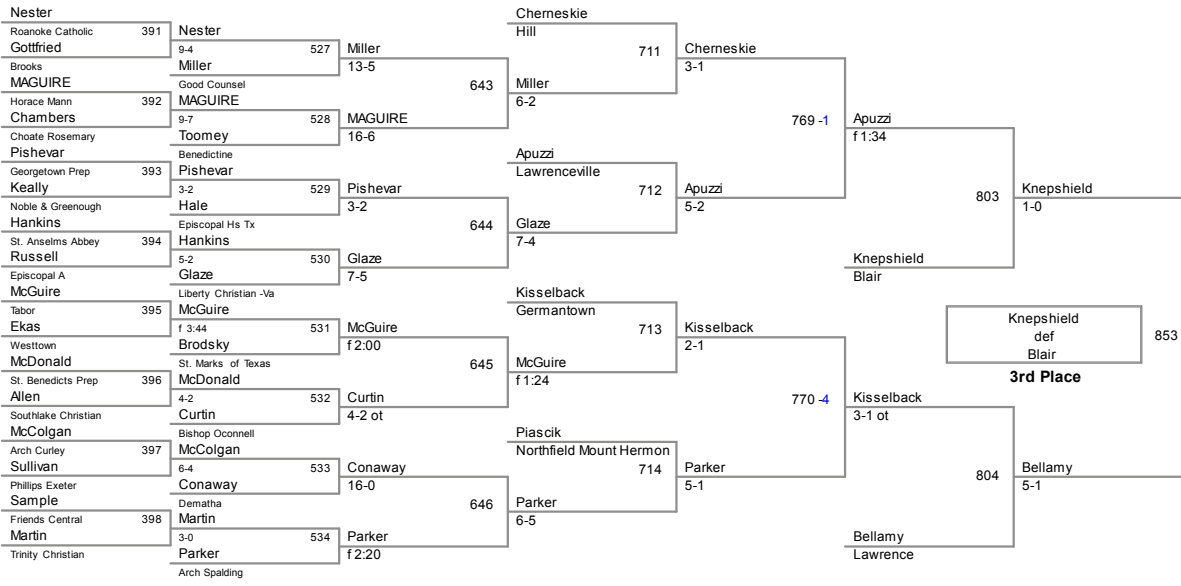 Nester
Roanoke Catholic 391
Gottfried
Brooks
MAGUIRE
Horace Mann 392
Chambers
Choate Rosemary
Pishevar
Georgetown Prep 393
Keally
Noble & Greenough
Hankins
St. Anselms Abbey 394
Russell
Episcopal A
McGuire
Tabor 395
Ekas
Westtown
McDonald
St. Benedicts Prep 396
Allen
Southlake Christian
McColgan
Arch Curley 397
Sullivan
Phillips Exeter
Sample
Friends Central 398
Martin
Trinity Christian
Nester
9-4 527
Miller
Good Counsel
MAGUIRE
9-7 528
Toomey
Benedictine
Pishevar
3-2 529
Hale
Episcopal Hs Tx
Hankins
5-2 530
Glaze
Liberty Christian -Va
McGuire
f 3:44 531
Brodsky
St. Marks of Texas
McDonald
4-2 532
Curtin
Bishop Oconnell
McColgan
6-4 533
Conaway
Dematha
Martin
3-0 534
Parker
Arch Spalding
Miller
13-5
643
MAGUIRE
16-6
Pishevar
3-2
644
Glaze
7-5
McGuire
f 2:00
645
Curtin
4-2 ot
Conaway
16-0
646
Parker
f 2:20
Cherneskie
Hill
711
Miller
6-2
Apuzzi
Lawrenceville
712
Glaze
7-4
Kisselback
Germantown
713
McGuire
f 1:24
Piascik
Northfield Mount Hermon
714
Parker
6-5
Cherneskie
3-1
769 -1
Apuzzi
5-2
Kisselback
2-1
770 -4
Parker
5-1
Apuzzi
f 1:34
803
Knepshield
Blair
Kisselback
3-1 ot
804
Bellamy
Lawrence
Knepshield
1-0
Knepshield
def
Blair
853
3rd Place
Bellamy
5-1